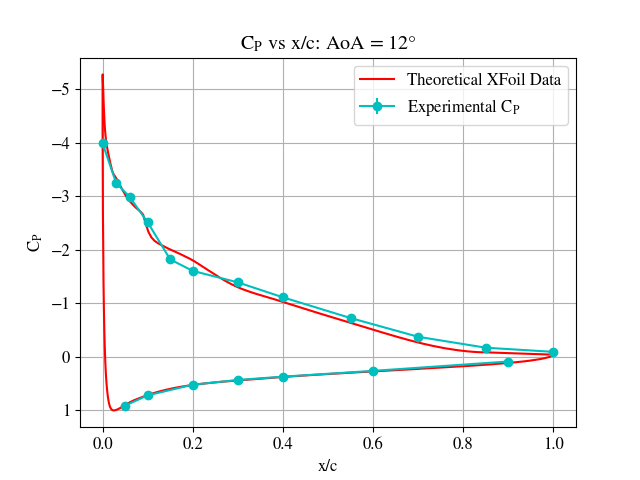 C_P vs x/c: AoA = 12°
Theoretical XFoil Data
Experimental C_P
−5
−4
−3
−2
−1
0
1
C_P
0.0 0.2 0.4 0.6 0.8 1.0
x/c